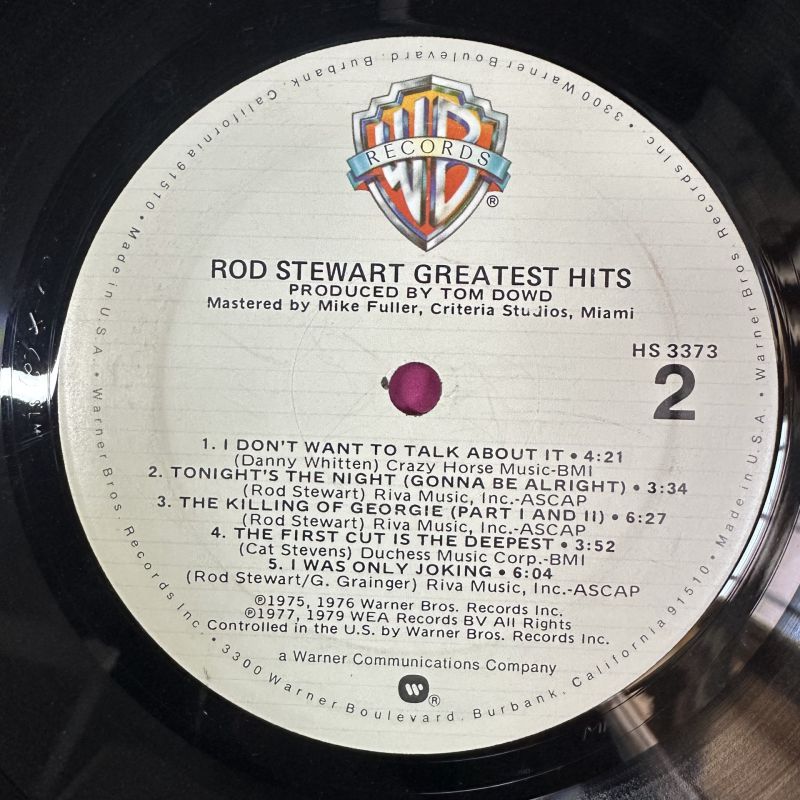 WB
RECORDS
®
ROD STEWART GREATEST HITS
PRODUCED BY TOM DOWD
Mastered by Mike Fuller, Criteria Studios, Miami
HS 3373
2
1. I DON'T WANT TO TALK ABOUT IT • 4:21
(Danny Whitten) Crazy Horse Music-BMI
2. TONIGHT'S THE NIGHT (GONNA BE ALRIGHT) • 3:34
(Rod Stewart) Riva Music, Inc.-ASCAP
3. THE KILLING OF GEORGIE (PART I AND II) • 6:27
(Rod Stewart) Riva Music, Inc.-ASCAP
4. THE FIRST CUT IS THE DEEPEST • 3:52
(Cat Stevens) Duchess Music Corp.-BMI
5. I WAS ONLY JOKING • 6:04
(Rod Stewart/G. Grainger) Riva Music, Inc.-ASCAP
℗1975, 1976 Warner Bros. Records Inc.
℗1977, 1979 WEA Records BV All Rights
Controlled in the U.S. by Warner Bros. Records Inc.
a Warner Communications Company
®
Made in U.S.A. • Warner Bros. Records Inc. • 3300 Warner Boulevard, Burbank, California 91510 • Made in U.S.A. • Warner Bros. Records Inc. • 3300 Warner Boulevard, Burbank, California 91510 •